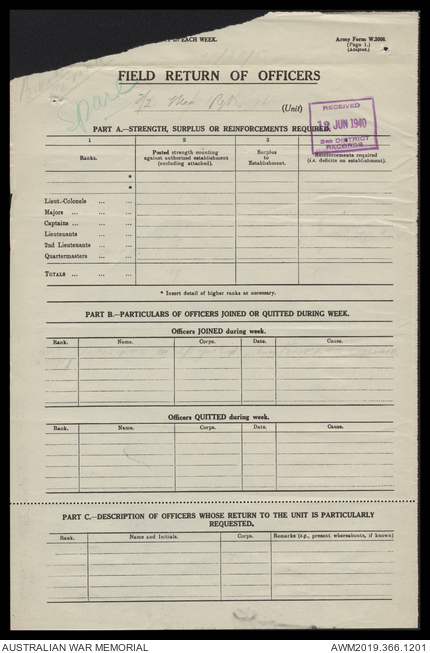 EACH WEEK.
Army Form W.3008.
(Page 1.)
(Adapted.)
Spare
FIELD RETURN OF OFFICERS
(Unit)
RECEIVED
12 JUN 1940
3RD DISTRICT
RECORDS
PART A.—STRENGTH, SURPLUS OR REINFORCEMENTS REQUIRED.
1 2 3
Ranks. Posted strength counting against authorised establishment (excluding attached). Surplus to Establishment. Reinforcements required (i.e. deficits on establishment).
*
*
Lieut.-Colonels ... ...
Majors ... ...
Captains ... ...
Lieutenants ...
2nd Lieutenants ...
Quartermasters ...
TOTALS ... ... ...
* Insert detail of higher ranks as necessary.
PART B.—PARTICULARS OF OFFICERS JOINED OR QUITTED DURING WEEK.
Officers JOINED during week.
Rank. Name. Corps. Date. Cause.
Officers QUITTED during week.
Rank. Name. Corps. Date. Cause.
PART C.—DESCRIPTION OF OFFICERS WHOSE RETURN TO THE UNIT IS PARTICULARLY
REQUESTED.
Rank. Name and Initials. Corps. Remarks (e.g., present whereabouts, if known)
AUSTRALIAN WAR MEMORIAL AWM2019.366.1201